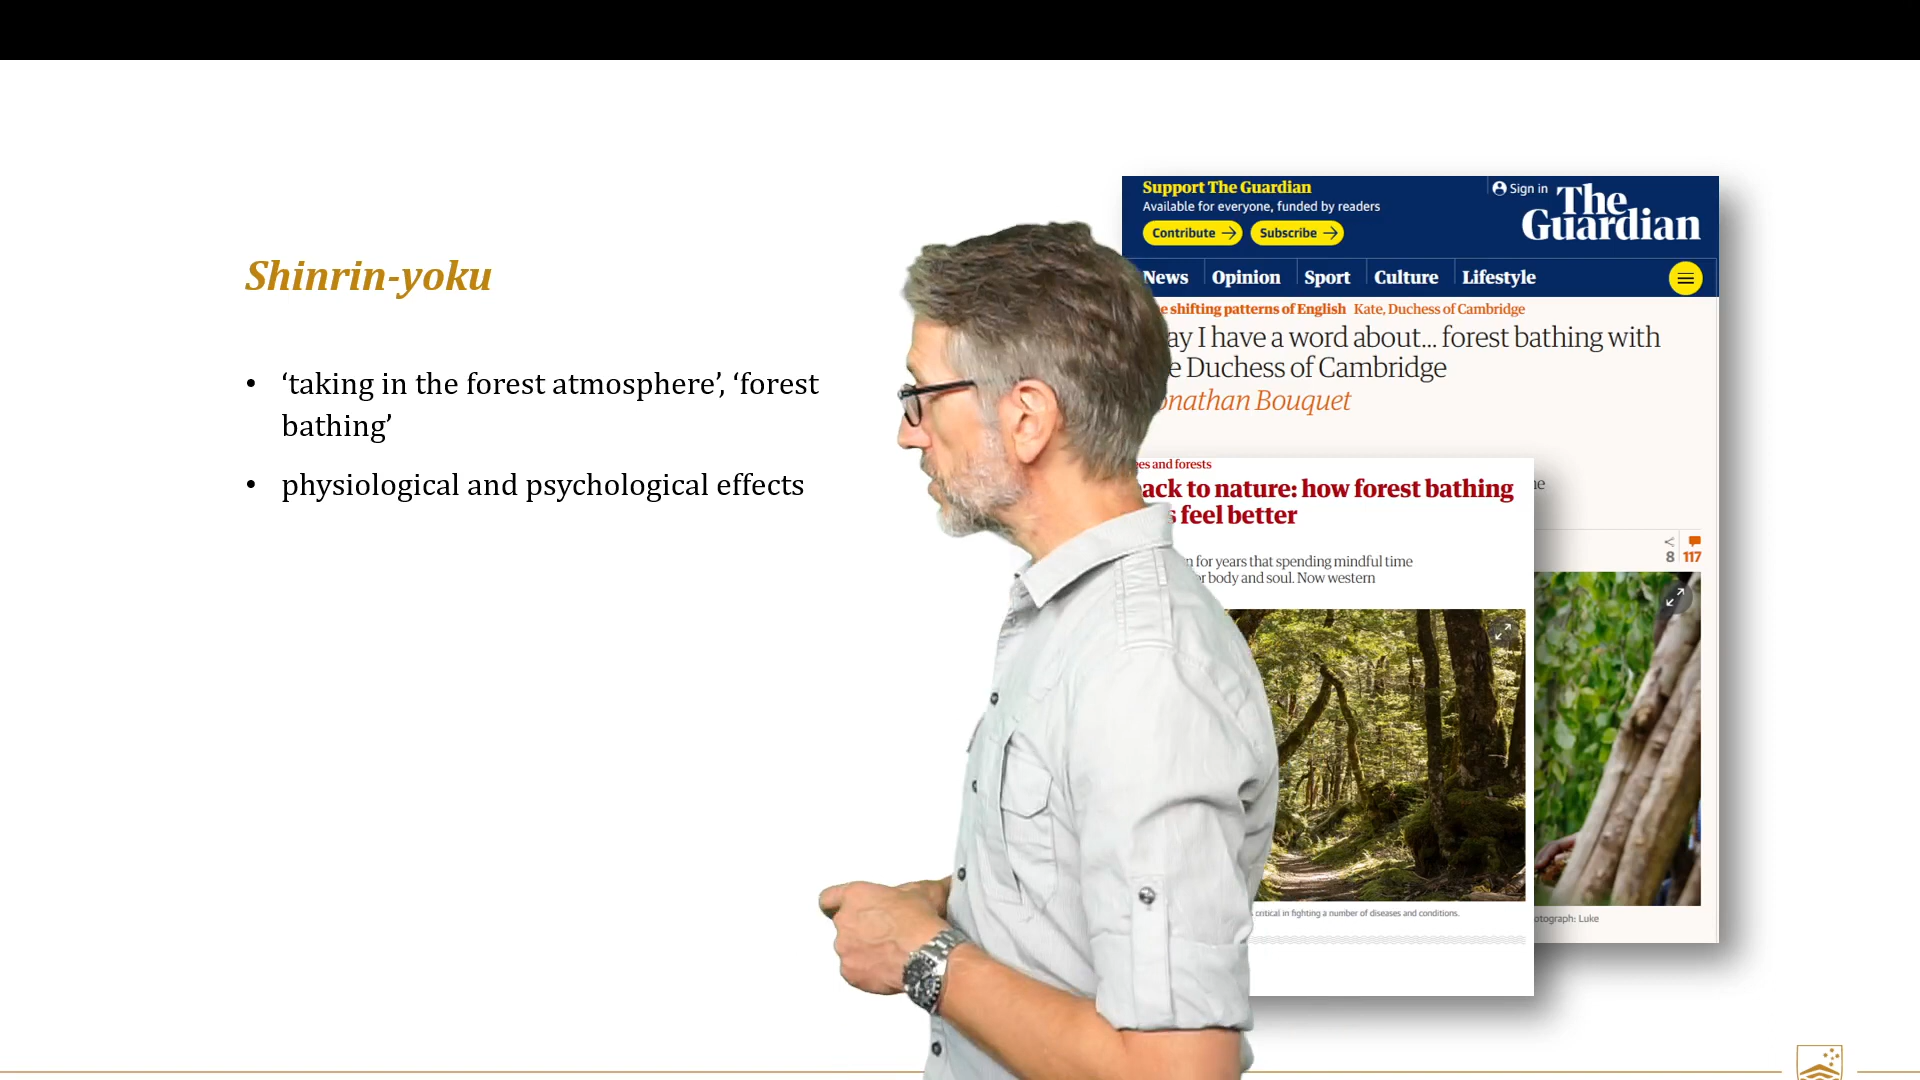 Shinrin-yoku
• ‘taking in the forest atmosphere’, ‘forest
bathing’
• physiological and psychological effects
Support The Guardian
Available for everyone, funded by readers
Contribute → Subscribe →
Sign in
The
Guardian
News Opinion Sport Culture Lifestyle
shifting patterns of English Kate, Duchess of Cambridge
I have a word about... forest bathing with
Duchess of Cambridge
Bouquet
8 117
and forests
to nature: how forest bathing
feel better
for years that spending mindful time
body and soul. Now western
critical in fighting a number of diseases and conditions.
Luke